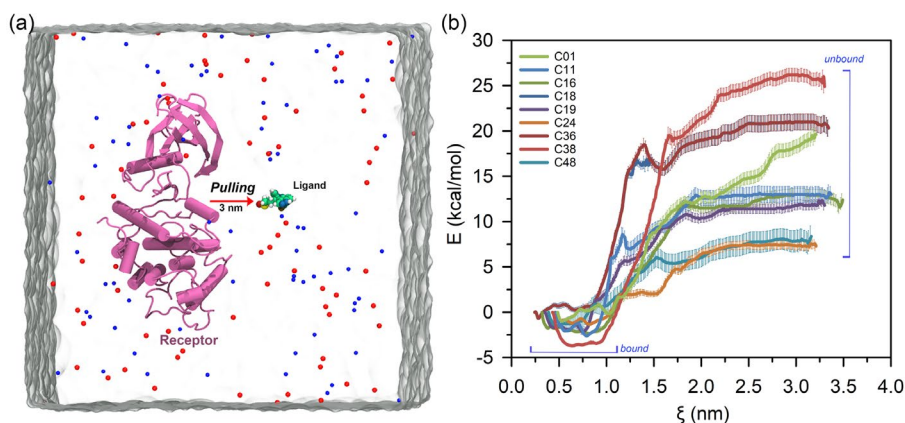 (a)
Pulling
3 nm
Ligand
Receptor
(b)
E (kcal/mol)
30
25
20
15
10
5
0
-5
C01
C11
C16
C18
C19
C24
C36
C38
C48
unbound
bound
0.0 0.5 1.0 1.5 2.0 2.5 3.0 3.5 4.0
ξ (nm)